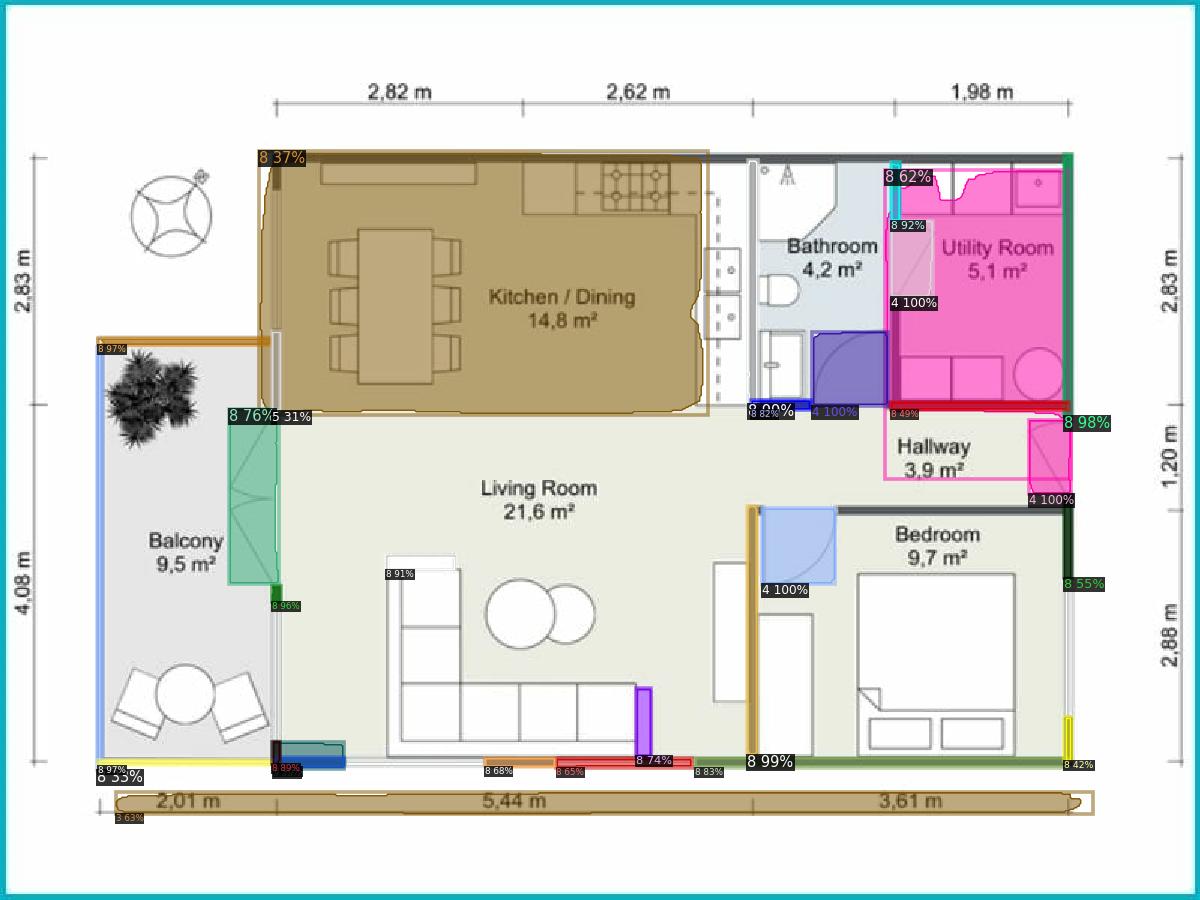 2,82 m
2,62 m
1,98 m
8 37%
8 62%
8 92%
Bathroom
4,2 m²
Utility Room
5,1 m²
2,83 m
2,83 m
Kitchen / Dining
14,8 m²
4 100%
8 97%
8 76%
5 31%
8 82%
4 100%
8 49%
8 98%
Hallway
3,9 m²
1,20 m
4 100%
Living Room
21,6 m²
Balcony
9,5 m²
Bedroom
9,7 m²
4,08 m
8 91%
4 100%
8 55%
8 96%
2,88 m
8 97%
8 89%
8 68%
8 65%
8 74%
8 83%
8 99%
8 42%
2,01 m
5,44 m
3,61 m
3 63%